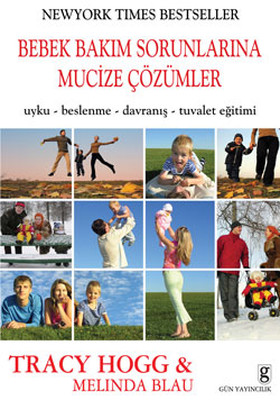 NEWYORK TIMES BESTSELLER
BEBEK BAKIM SORUNLARINA
MUCİZE ÇÖZÜMLER
uyku - beslenme - davranış - tuvalet eğitimi
TRACY HOGG &
MELINDA BLAU
g
GÜN YAYINCILIK